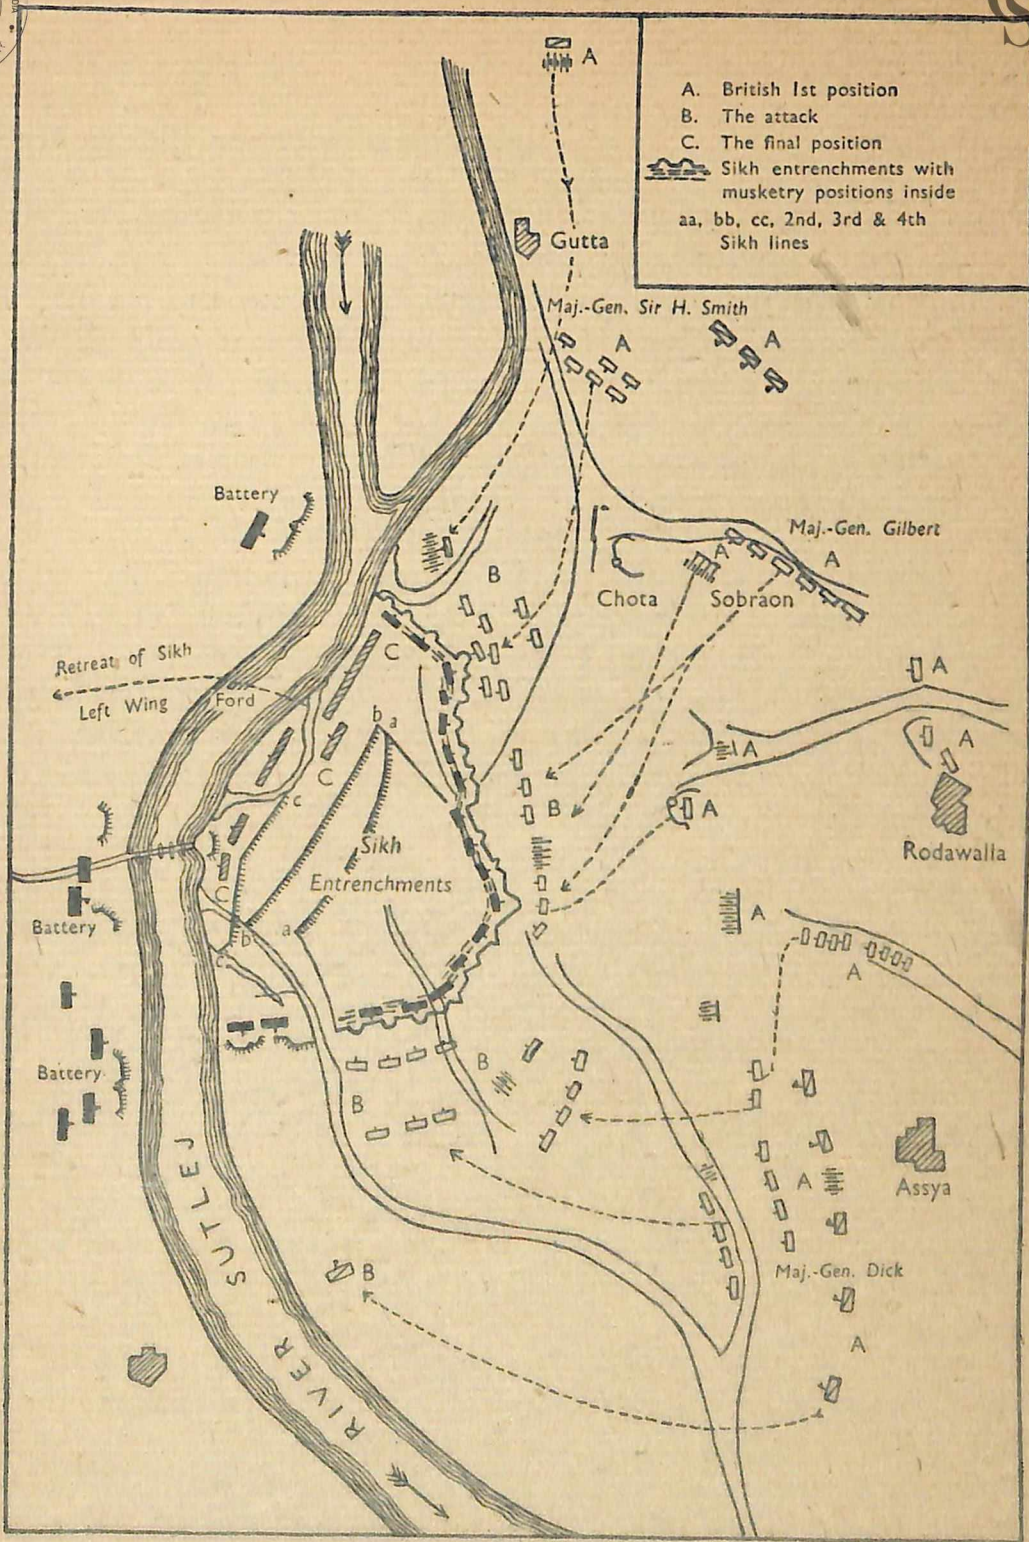 A
A. British 1st position
B. The attack
C. The final position
Sikh entrenchments with
musketry positions inside
aa, bb, cc, 2nd, 3rd & 4th
Sikh lines
Gutta
Maj.-Gen. Sir H. Smith
A
A
Battery
Maj.-Gen. Gilbert
A
A
B
Chota Sobraon
C
Retreat of Sikh
Left Wing
Ford
A
b a
A
A
C
c
B
A
Sikh
Entrenchments
Rodawalla
C
A
Battery
b
a
c
A
B
Battery
B
A
Assya
Maj.-Gen. Dick
B
A
RIVER SUTLEJ